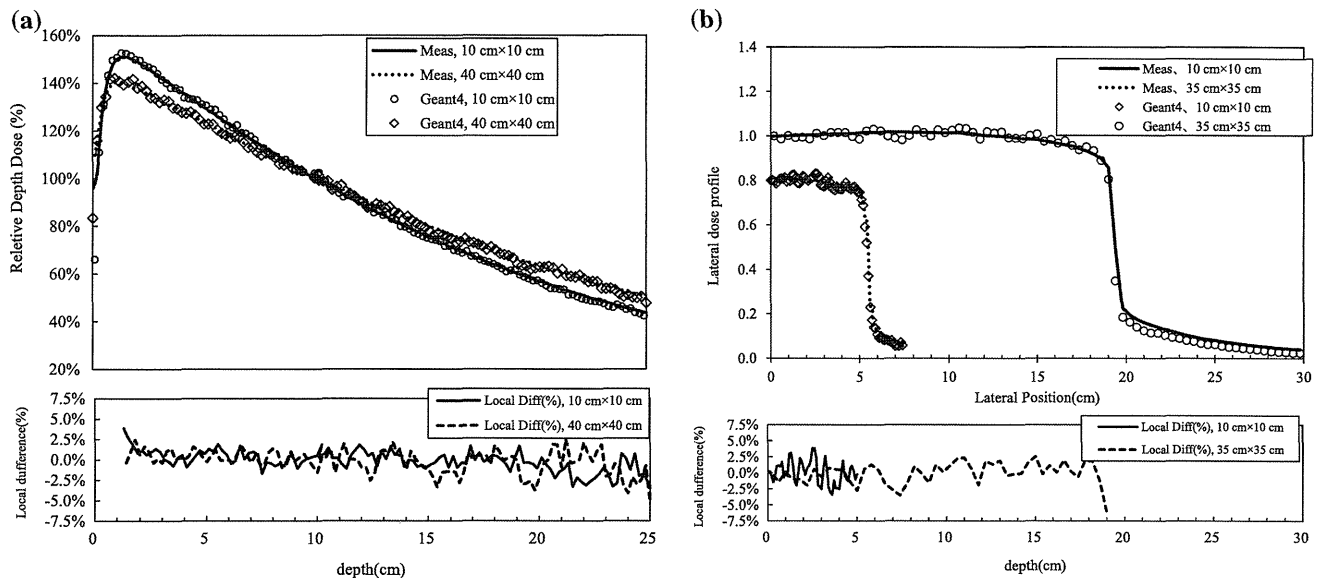 (a)
160%
140%
120%
100%
80%
60%
40%
20%
Reletive Depth Dose (%)
Meas, 10 cm×10 cm
Meas, 40 cm×40 cm
Geant4, 10 cm×10 cm
Geant4, 40 cm×40 cm
7.5%
5.0%
2.5%
0.0%
-2.5%
-5.0%
-7.5%
Local dufference(%)
Local Diff(%), 10 cm×10 cm
Local Diff(%), 40 cm×40 cm
0 5 10 15 20 25
depth(cm)
(b)
1.4
1.2
1.0
0.8
0.6
0.4
0.2
0.0
Lateral dose profile
Meas、 10 cm×10 cm
Meas、 35 cm×35 cm
Geant4、 10 cm×10 cm
Geant4、 35 cm×35 cm
0 5 10 15 20 25 30
Lateral Position(cm)
7.5%
5.0%
2.5%
0.0%
-2.5%
-5.0%
-7.5%
Local dufference(%)
Local Diff(%), 10 cm×10 cm
Local Diff(%), 35 cm×35 cm
0 5 10 15 20 25 30
depth(cm)